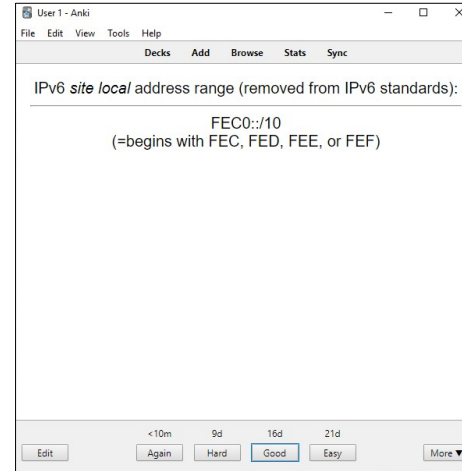 User 1 - Anki
File Edit View Tools Help
Decks Add Browse Stats Sync
IPv6 site local address range (removed from IPv6 standards):
FEC0::/10
(=begins with FEC, FED, FEE, or FEF)
<10m 9d 16d 21d
Edit Again Hard Good Easy More ▼